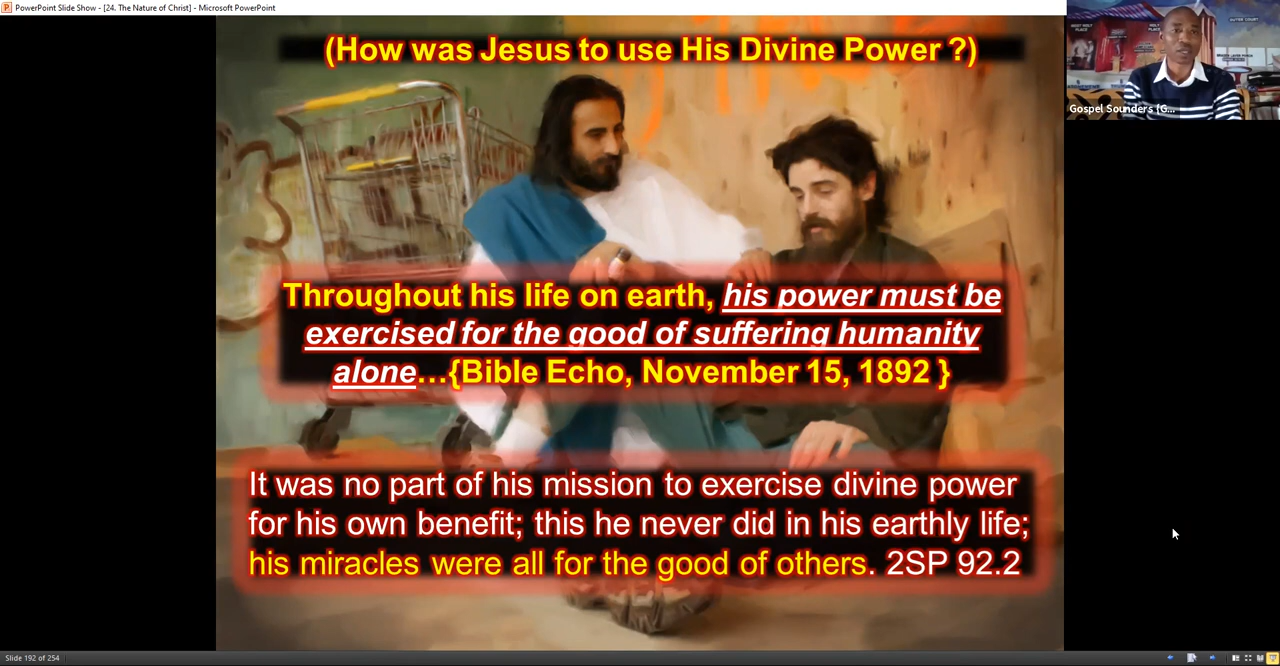 PowerPoint Slide Show - [24. The Nature of Christ] - Microsoft PowerPoint
(How was Jesus to use His Divine Power ?)
Gospel Sounders (G...
Throughout his life on earth, his power must be
exercised for the good of suffering humanity
alone…{Bible Echo, November 15, 1892 }
It was no part of his mission to exercise divine power
for his own benefit; this he never did in his earthly life;
his miracles were all for the good of others. 2SP 92.2
Slide 192 of 254